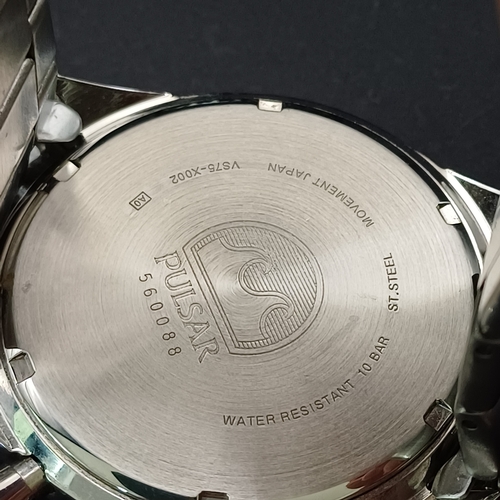 PULSAR
560088
WATER RESISTANT 10 BAR
ST.STEEL
MOVEMENT JAPAN
VS75-X002
A0